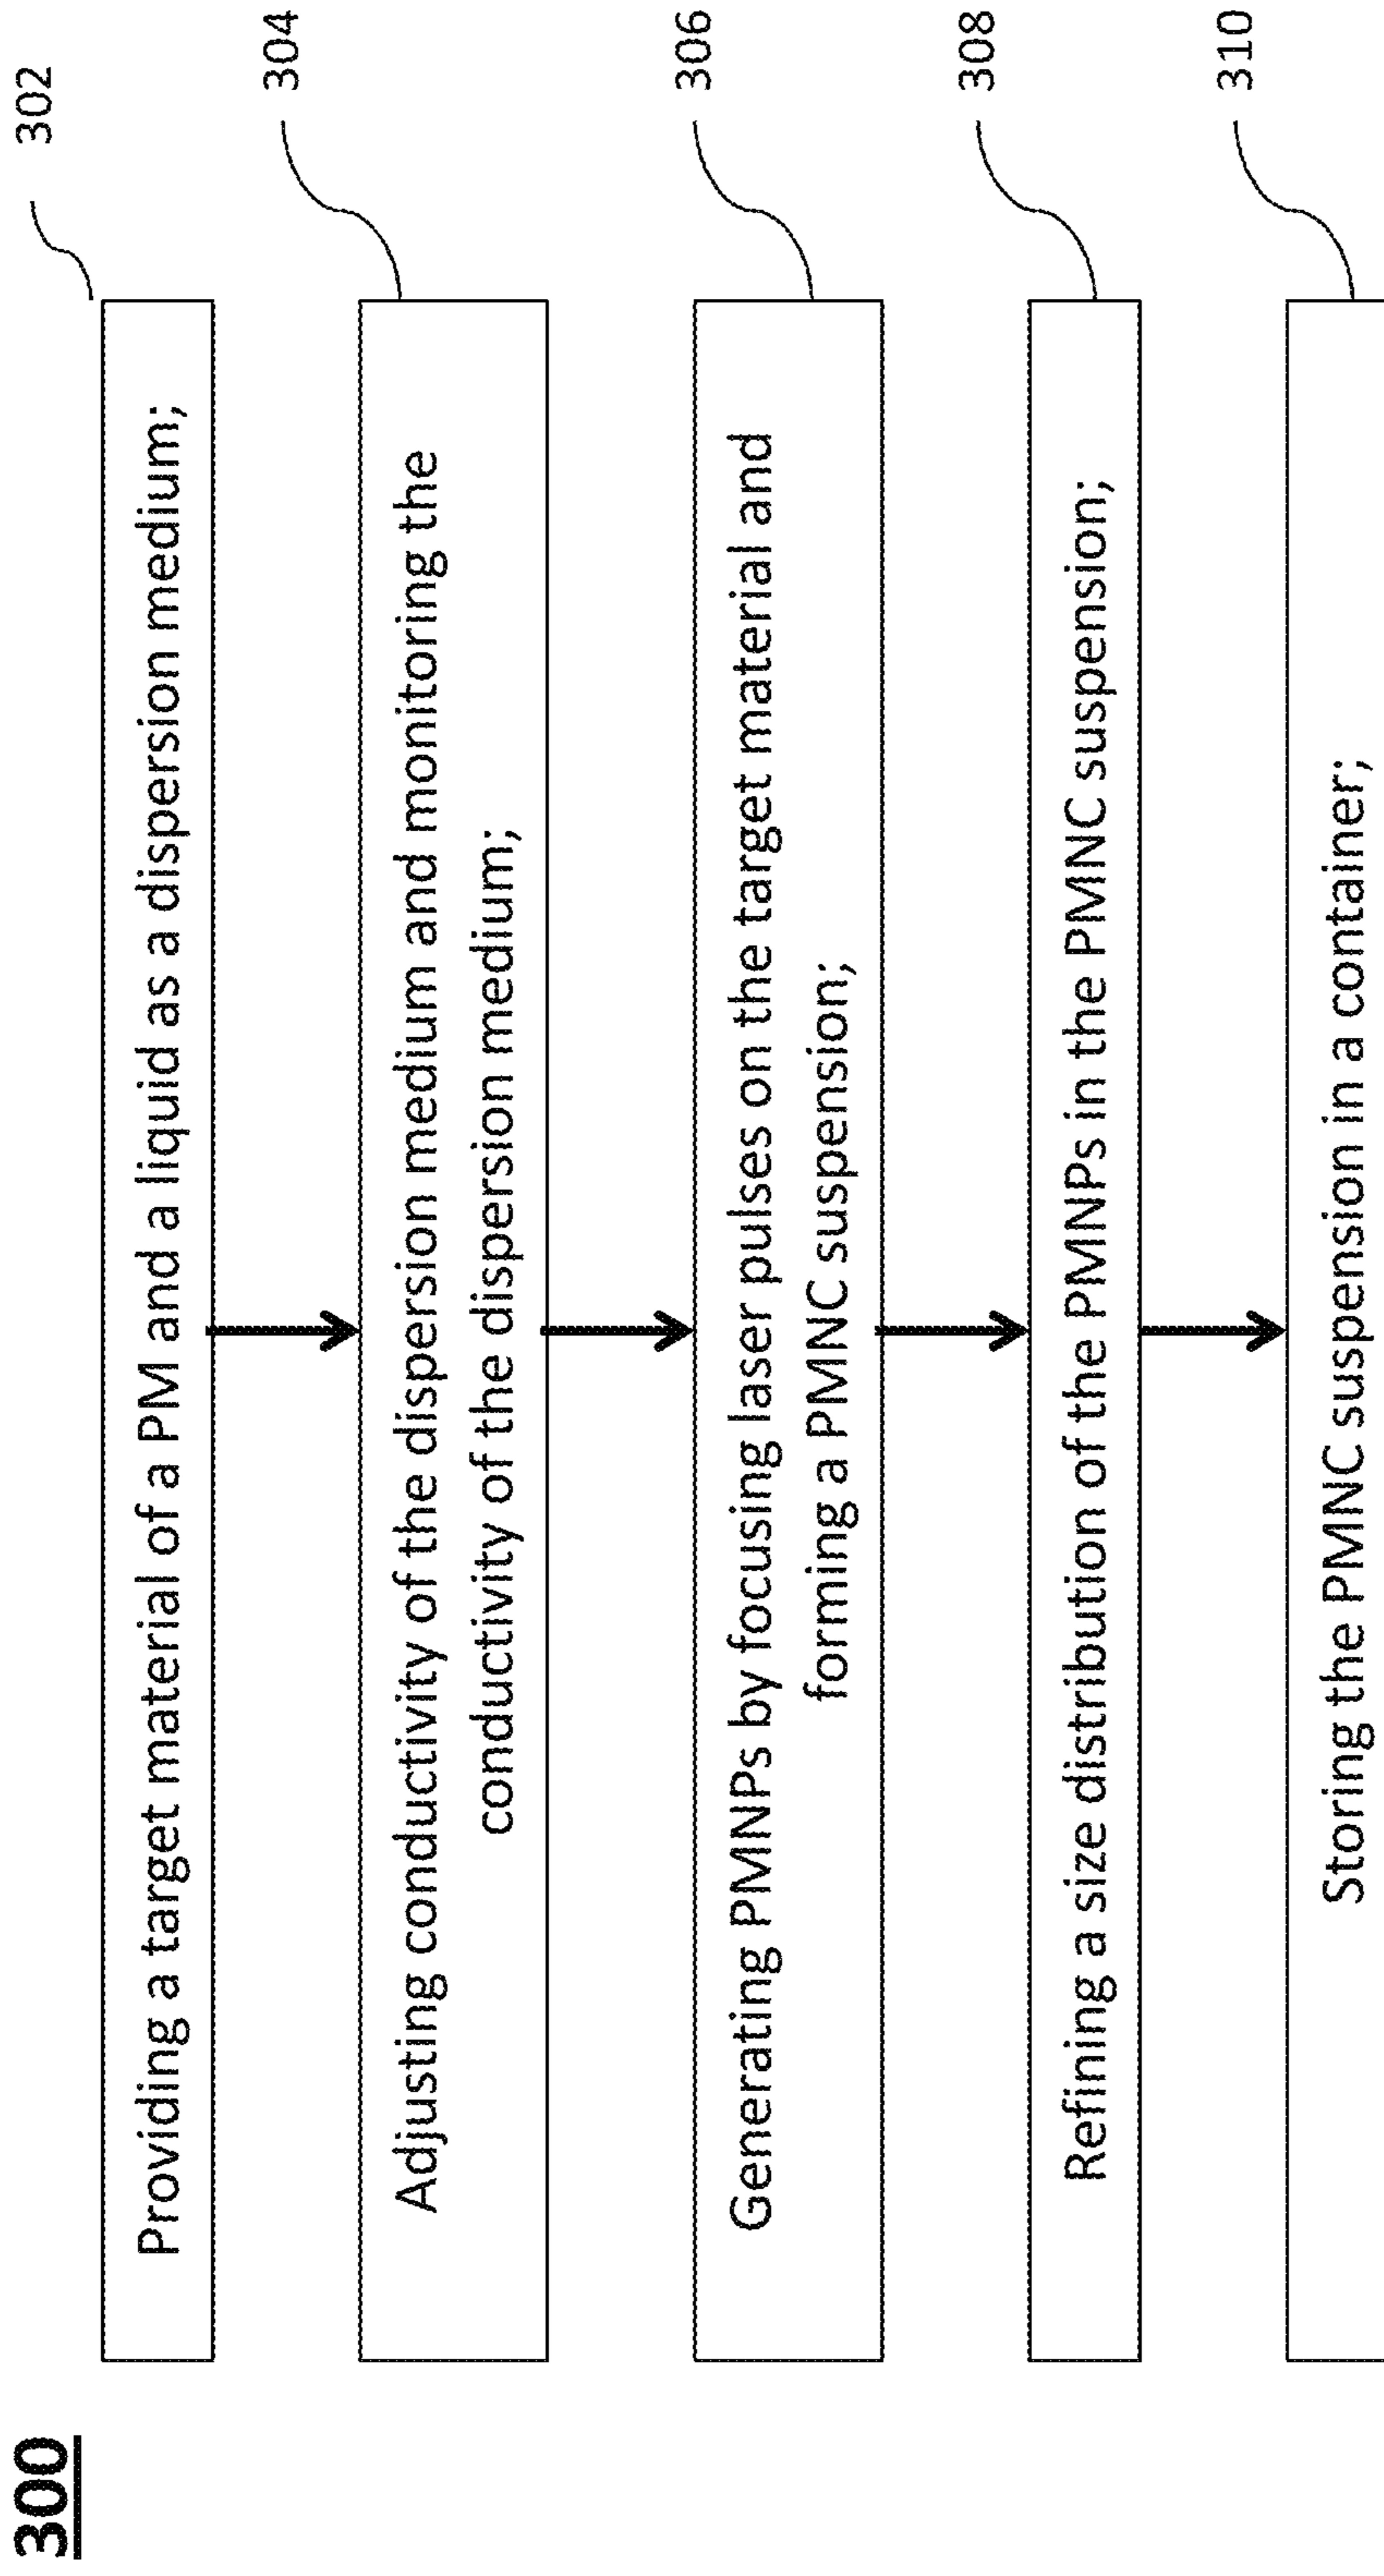 300
302
Providing a target material of a PM and a liquid as a dispersion medium;
304
Adjusting conductivity of the dispersion medium and monitoring the
conductivity of the dispersion medium;
306
Generating PMNPs by focusing laser pulses on the target material and
forming a PMNC suspension;
308
Refining a size distribution of the PMNPs in the PMNC suspension;
310
Storing the PMNC suspension in a container;